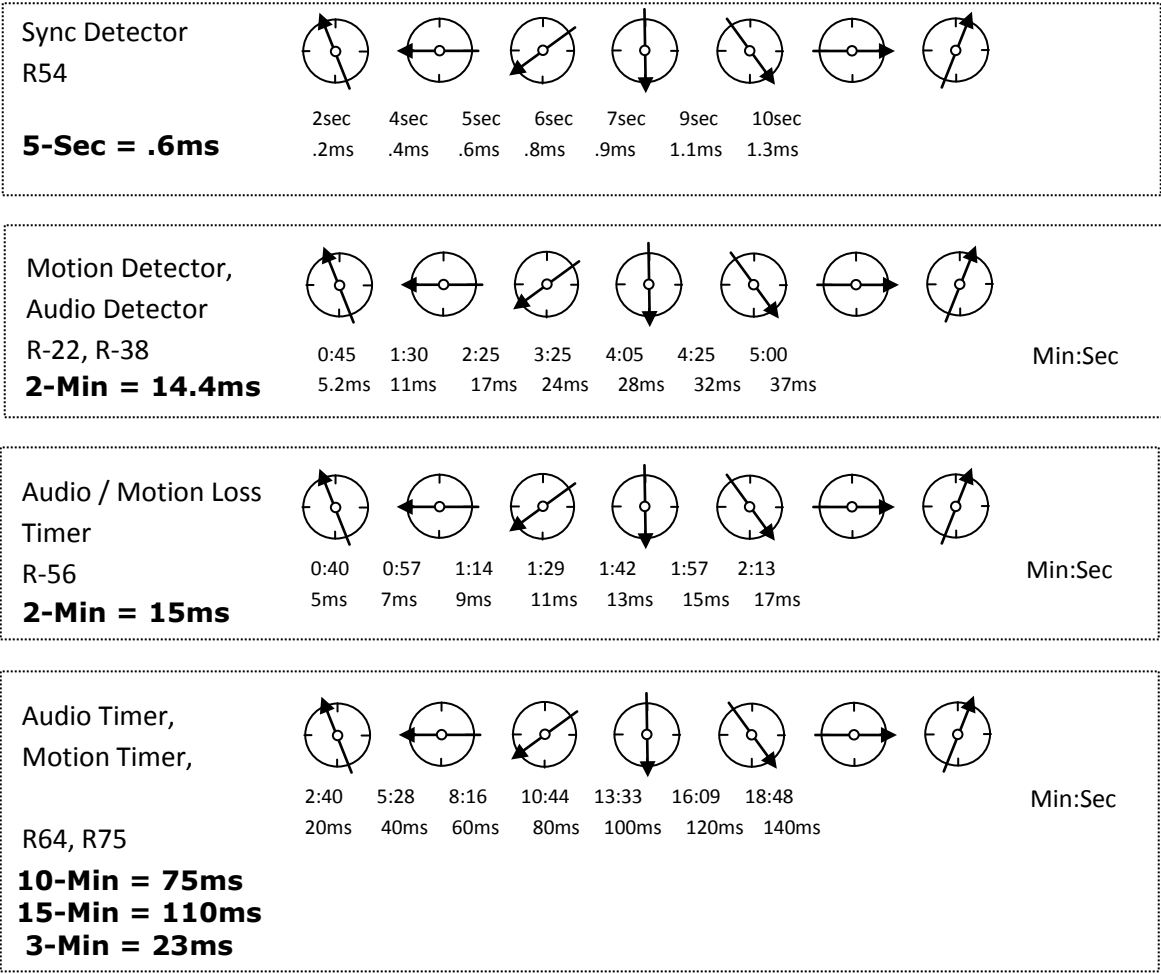 Sync Detector
R54
2sec 4sec 5sec 6sec 7sec 9sec 10sec
5-Sec = .6ms
.2ms .4ms .6ms .8ms .9ms 1.1ms 1.3ms
Motion Detector,
Audio Detector
R-22, R-38
0:45 1:30 2:25 3:25 4:05 4:25 5:00 Min:Sec
2-Min = 14.4ms
5.2ms 11ms 17ms 24ms 28ms 32ms 37ms
Audio / Motion Loss
Timer
R-56
0:40 0:57 1:14 1:29 1:42 1:57 2:13 Min:Sec
2-Min = 15ms
5ms 7ms 9ms 11ms 13ms 15ms 17ms
Audio Timer,
Motion Timer,
2:40 5:28 8:16 10:44 13:33 16:09 18:48 Min:Sec
20ms 40ms 60ms 80ms 100ms 120ms 140ms
R64, R75
10-Min = 75ms
15-Min = 110ms
3-Min = 23ms